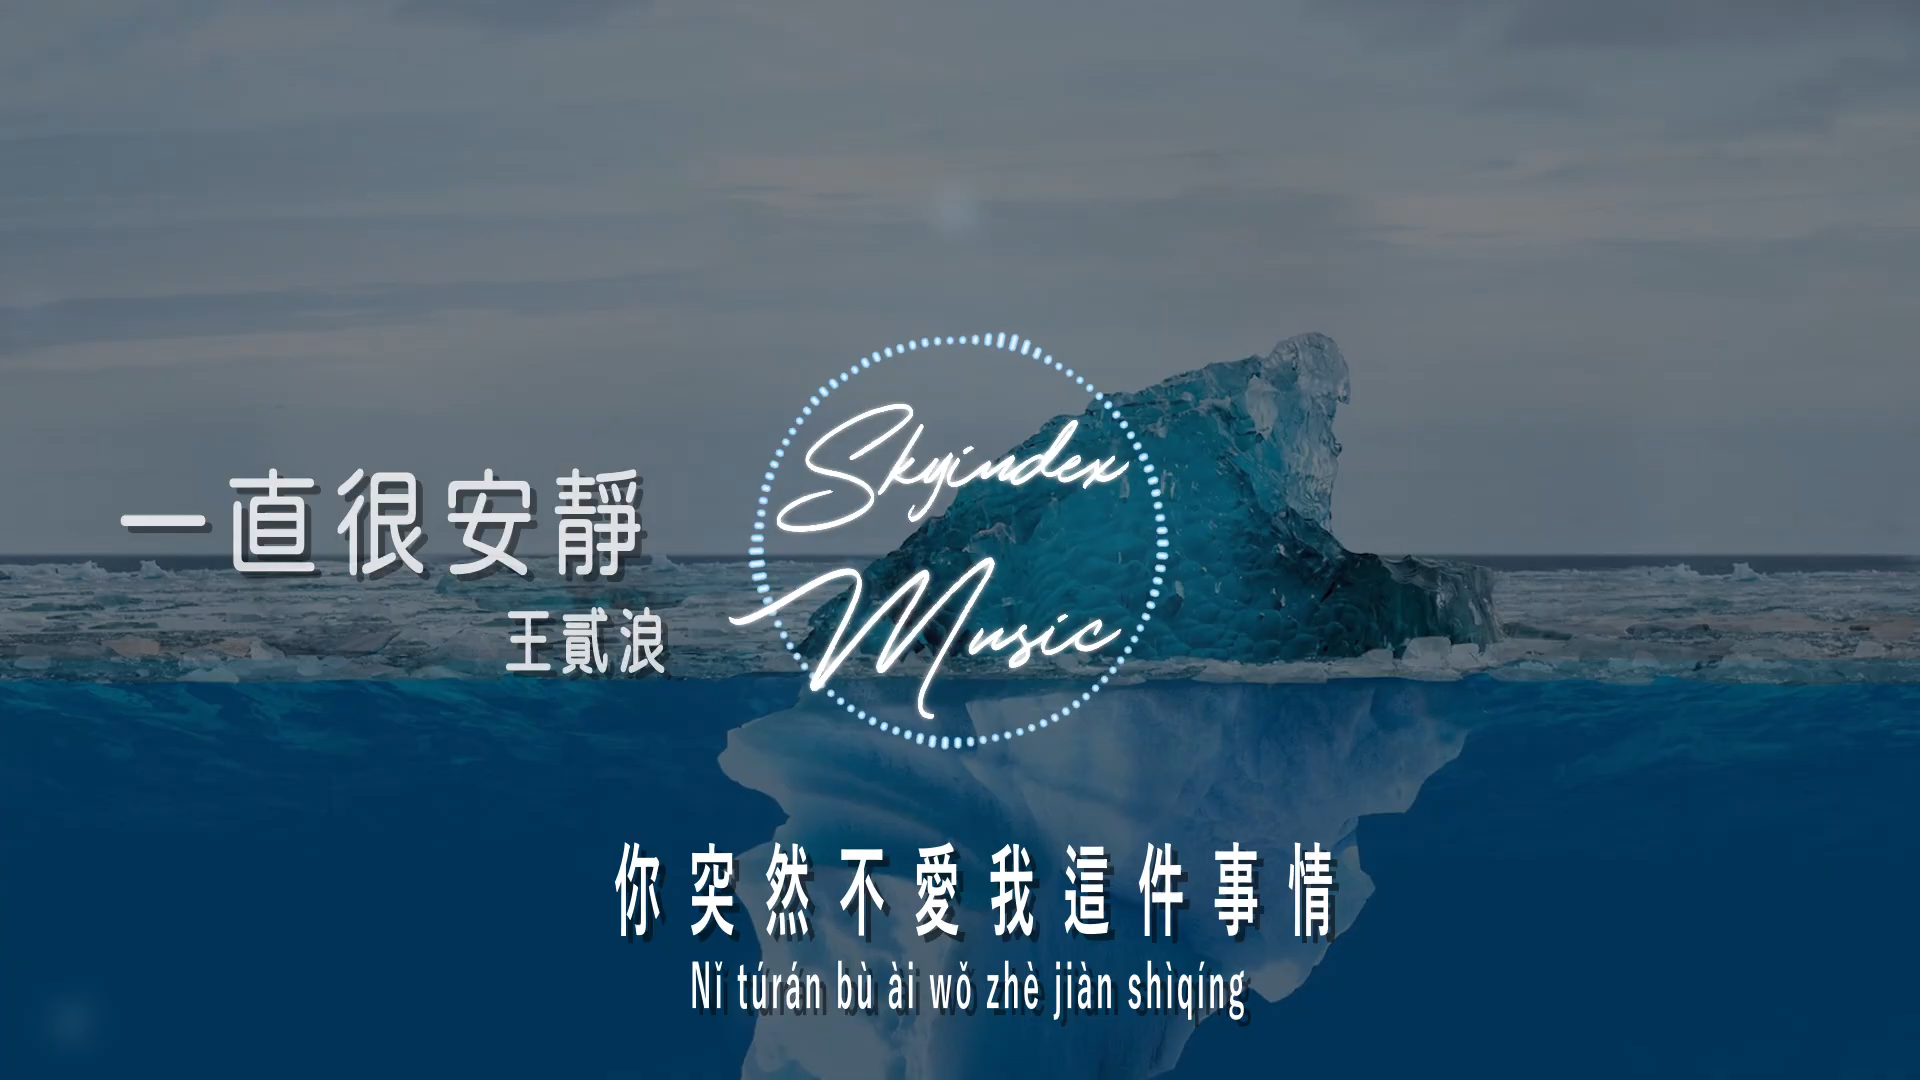 一直很安靜
王貳浪
Skyindex
Music
你突然不愛我這件事情
Nǐ túrán bù ài wǒ zhè jiàn shìqíng